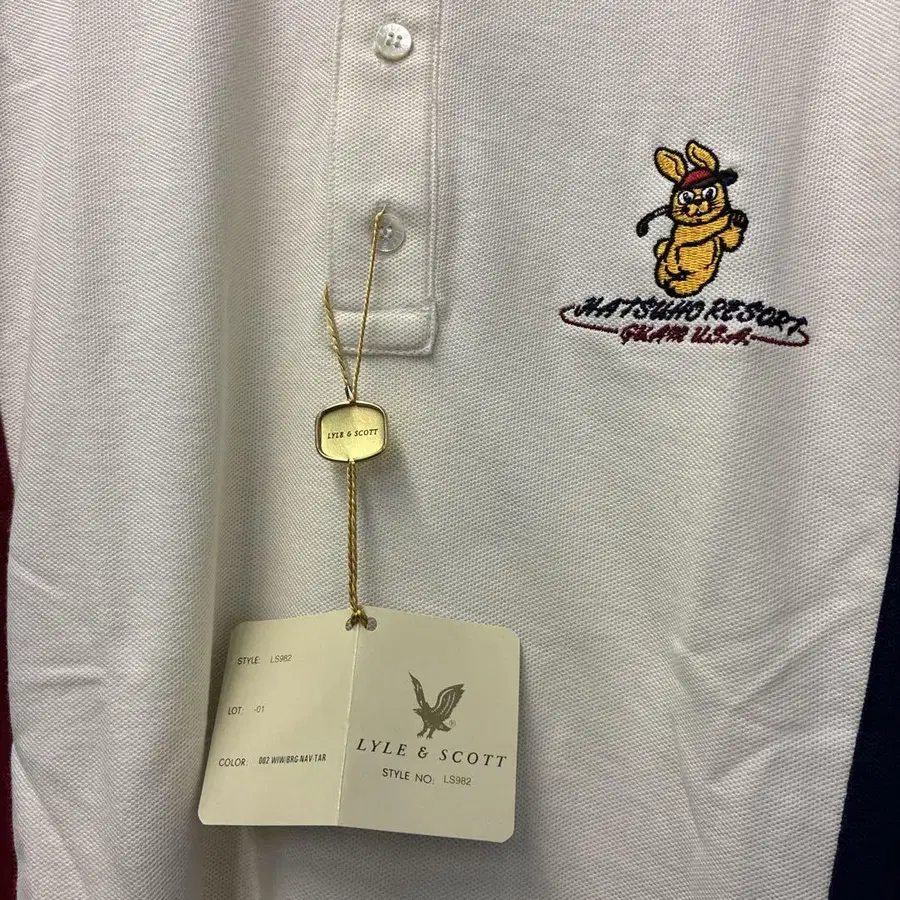 HATSUHO RESORT
GUAM U.S.A.
LYLE & SCOTT
STYLE: LS982
LOT: -01
COLOR: 002 WIW/BRG-NAV-TAR
®
LYLE & SCOTT
STYLE NO: LS982